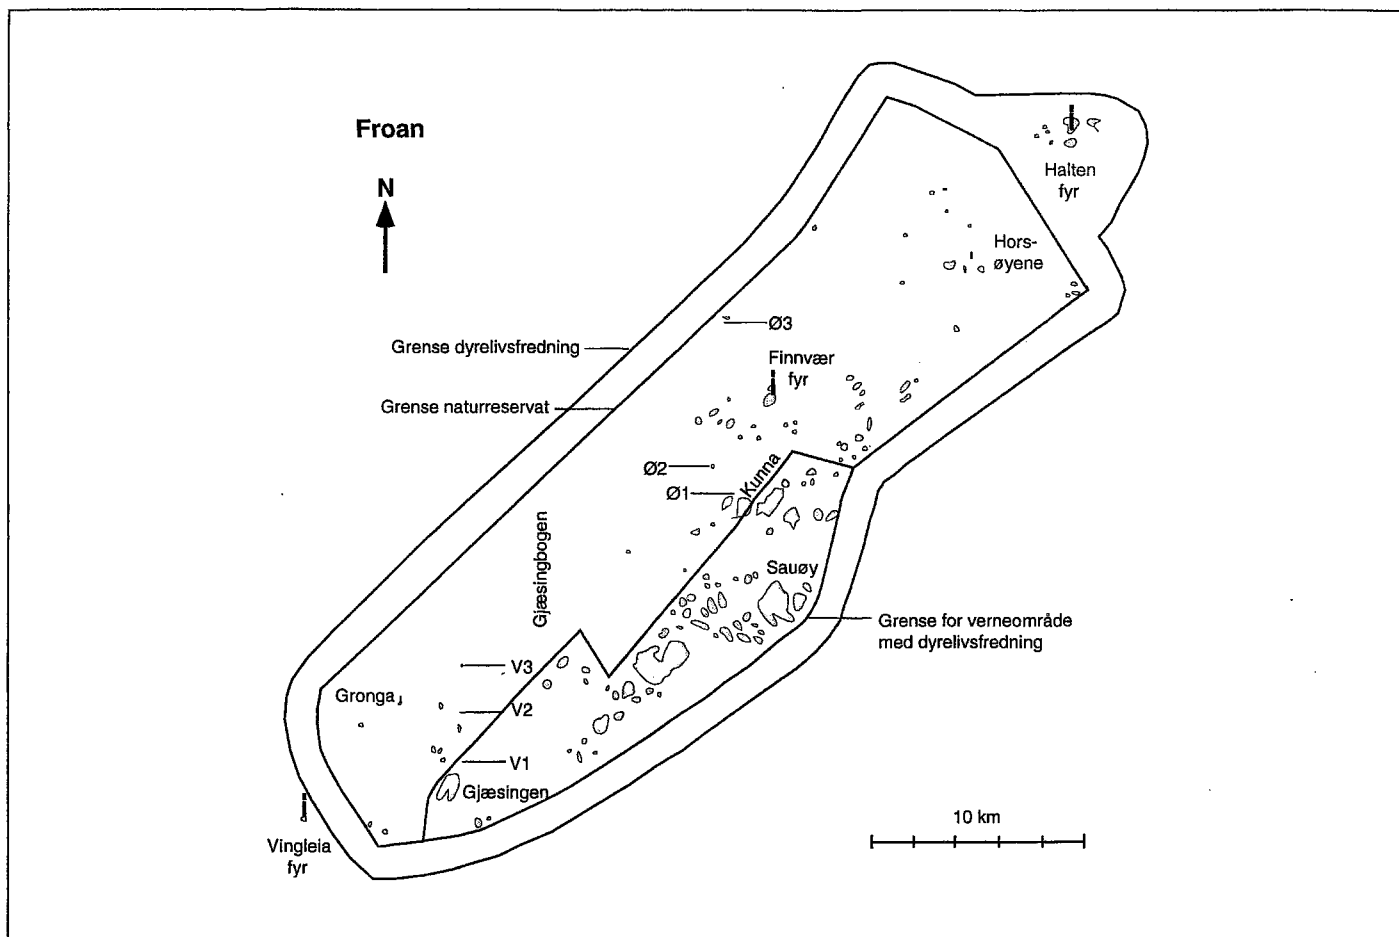 Froan
N
Halten
fyr
Hors-
øyene
Ø3
Grense dyrelivsfredning
Finnvær
fyr
Grense naturreservat
Kunna
Ø2
Ø1
Gjæsingbogen
Sauøy
Grense for verneområde
med dyrelivsfredning
V3
Gronga
V2
V1
Gjæsingen
10 km
Vingleia
fyr